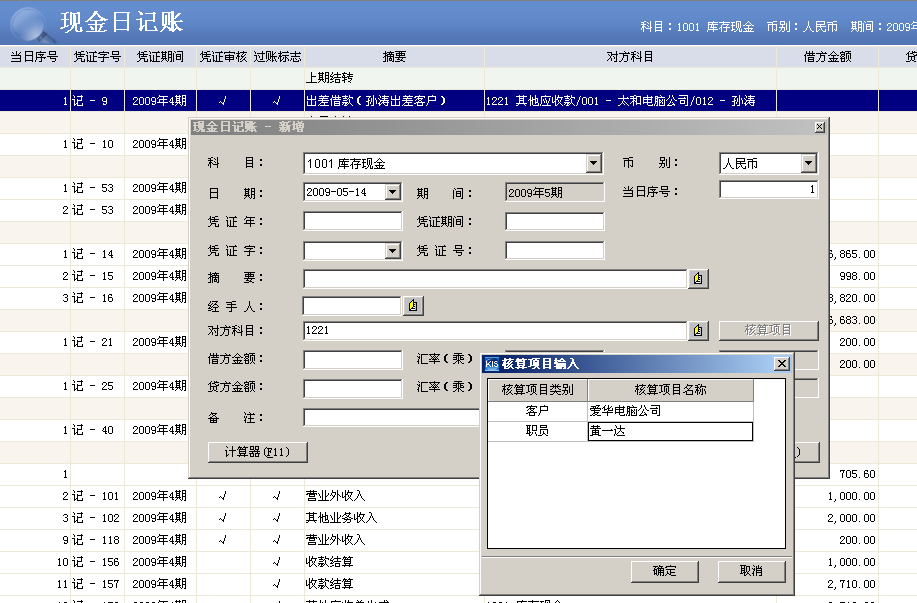 现金日记账
科目：1001 库存现金 币别：人民币 期间：2009年
当日序号 凭证字号 凭证期间 凭证审核 过账标志 摘要 对方科目 借方金额 贷
上期结转
1 记 - 9 2009年4期 √ √ 出差借款（孙涛出差客户） 1221 其他应收款/001 - 太和电脑公司/012 - 孙涛
现金日记账 - 新增
1 记 - 10 2009年4期
科 目： 1001 库存现金 币 别： 人民币
1 记 - 53 2009年4期
日 期： 2009-05-14 期 间： 2009年5期 当日序号： 1
2 记 - 53 2009年4期
凭 证 年： 凭证期间：
1 记 - 14 2009年4期
凭 证 字： 凭 证 号：
,865.00
2 记 - 15 2009年4期
摘 要：
998.00
3 记 - 16 2009年4期
经 手 人：
,820.00
,683.00
对方科目： 1221 核算项目
1 记 - 21 2009年4期
200.00
借方金额： 汇率（乘）
200.00
KIS 核算项目输入
1 记 - 25 2009年4期
贷方金额： 汇率（乘）
核算项目类别 核算项目名称
客户 爱华电脑公司
备 注：
1 记 - 40 2009年4期
职员 黄一达
计算器(F11)
)
1 705.60
2 记 - 101 2009年4期 √ √ 营业外收入 1,000.00
3 记 - 102 2009年4期 √ √ 其他业务收入 2,000.00
9 记 - 118 2009年4期 √ √ 营业外收入 200.00
10 记 - 156 2009年4期 √ 收款结算 1,000.00
确定 取消
11 记 - 157 2009年4期 √ 收款结算 2,710.00